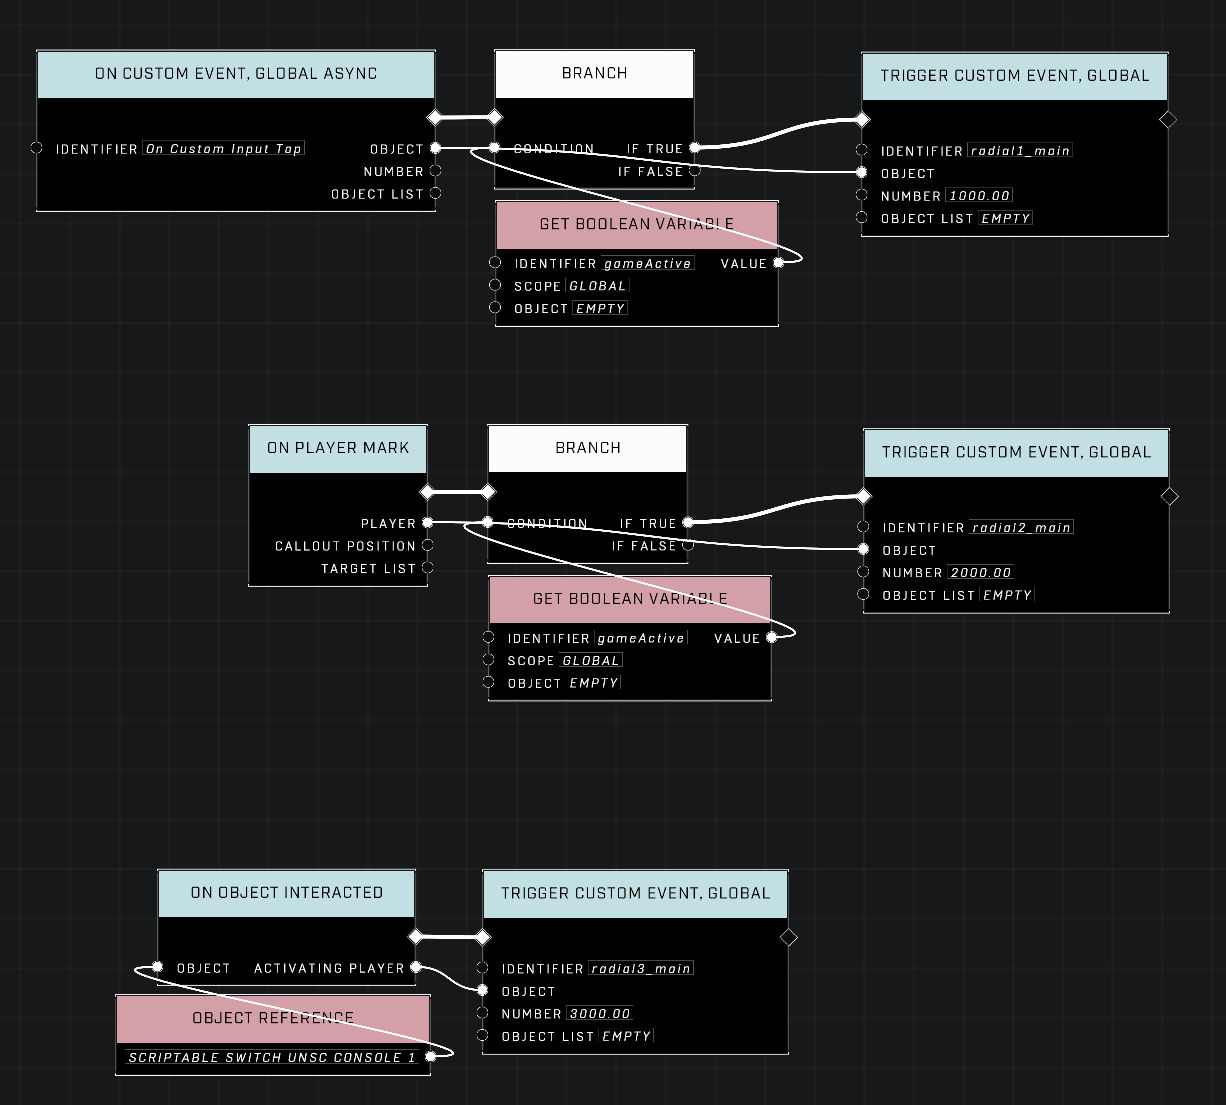 ON CUSTOM EVENT, GLOBAL ASYNC
IDENTIFIER On Custom Input Tap OBJECT
NUMBER
OBJECT LIST
BRANCH
CONDITION IF TRUE
IF FALSE
TRIGGER CUSTOM EVENT, GLOBAL
IDENTIFIER radial1_main
OBJECT
NUMBER 1000.00
OBJECT LIST EMPTY
GET BOOLEAN VARIABLE
IDENTIFIER gameActive VALUE
SCOPE GLOBAL
OBJECT EMPTY
ON PLAYER MARK
PLAYER
CALLOUT POSITION
TARGET LIST
BRANCH
CONDITION IF TRUE
IF FALSE
TRIGGER CUSTOM EVENT, GLOBAL
IDENTIFIER radial2_main
OBJECT
NUMBER 2000.00
OBJECT LIST EMPTY
GET BOOLEAN VARIABLE
IDENTIFIER gameActive VALUE
SCOPE GLOBAL
OBJECT EMPTY
ON OBJECT INTERACTED
OBJECT ACTIVATING PLAYER
TRIGGER CUSTOM EVENT, GLOBAL
IDENTIFIER radial3_main
OBJECT
NUMBER 3000.00
OBJECT LIST EMPTY
OBJECT REFERENCE
SCRIPTABLE SWITCH UNSC CONSOLE 1